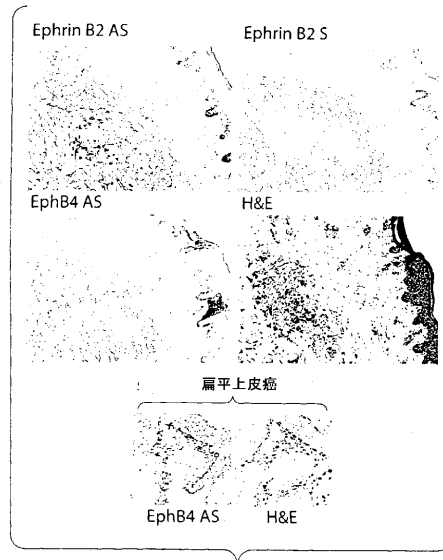 Ephrin B2 AS
Ephrin B2 S
EphB4 AS
H&E
扁平上皮癌
EphB4 AS
H&E